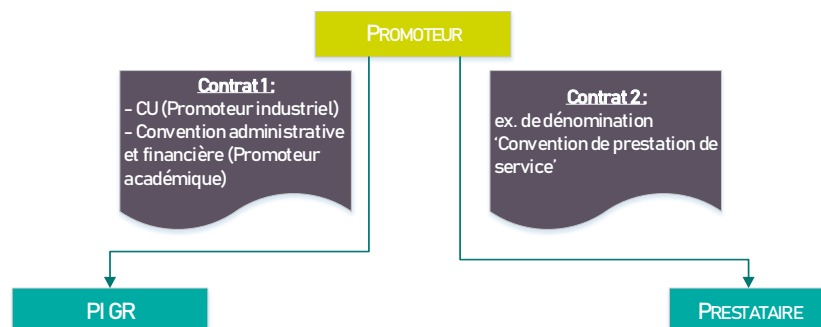 PROMOTEUR
Contrat 1 :
- CU (Promoteur industriel)
- Convention administrative
et financière (Promoteur
académique)
Contrat 2 :
ex. de dénomination
‘Convention de prestation de
service’
PI GR
PRESTATAIRE